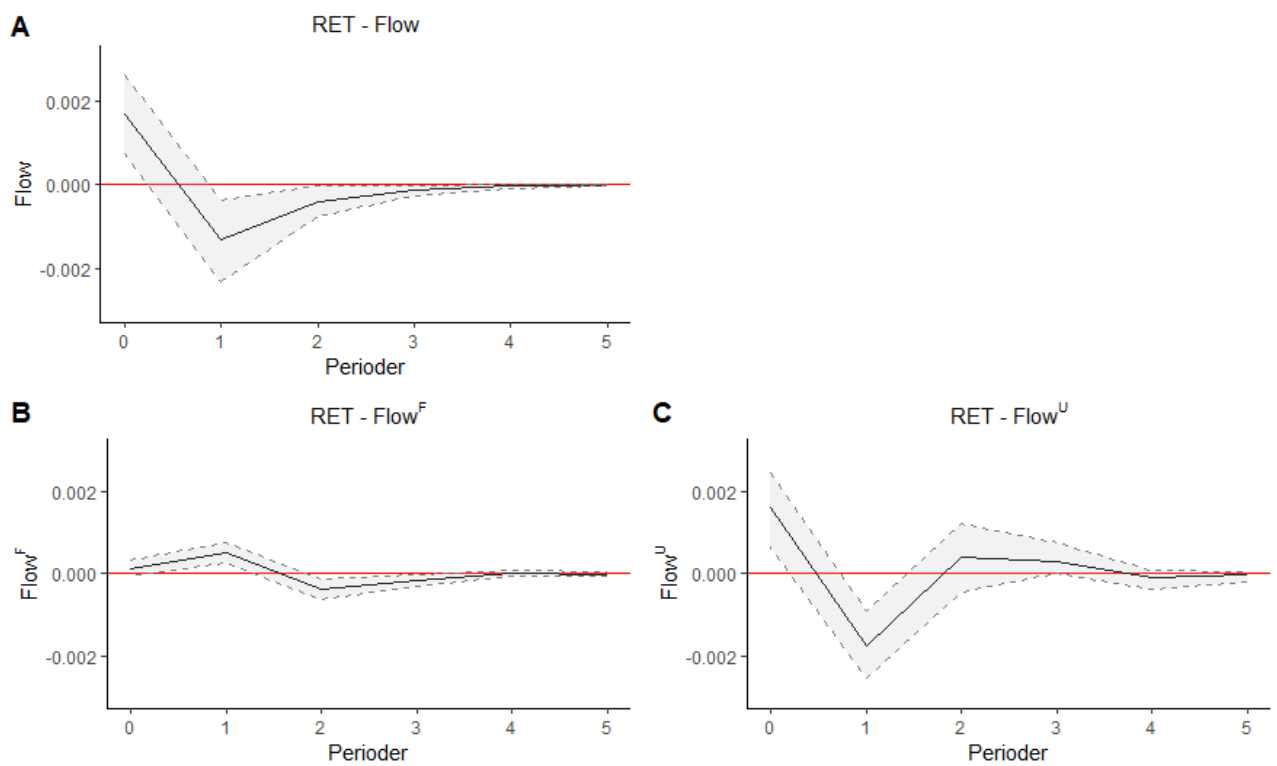 A
RET - Flow
Flow
0.002
0.000
-0.002
0 1 2 3 4 5
Perioder
B
RET - Flow^F
Flow^F
0.002
0.000
-0.002
0 1 2 3 4 5
Perioder
C
RET - Flow^U
Flow^U
0.002
0.000
-0.002
0 1 2 3 4 5
Perioder